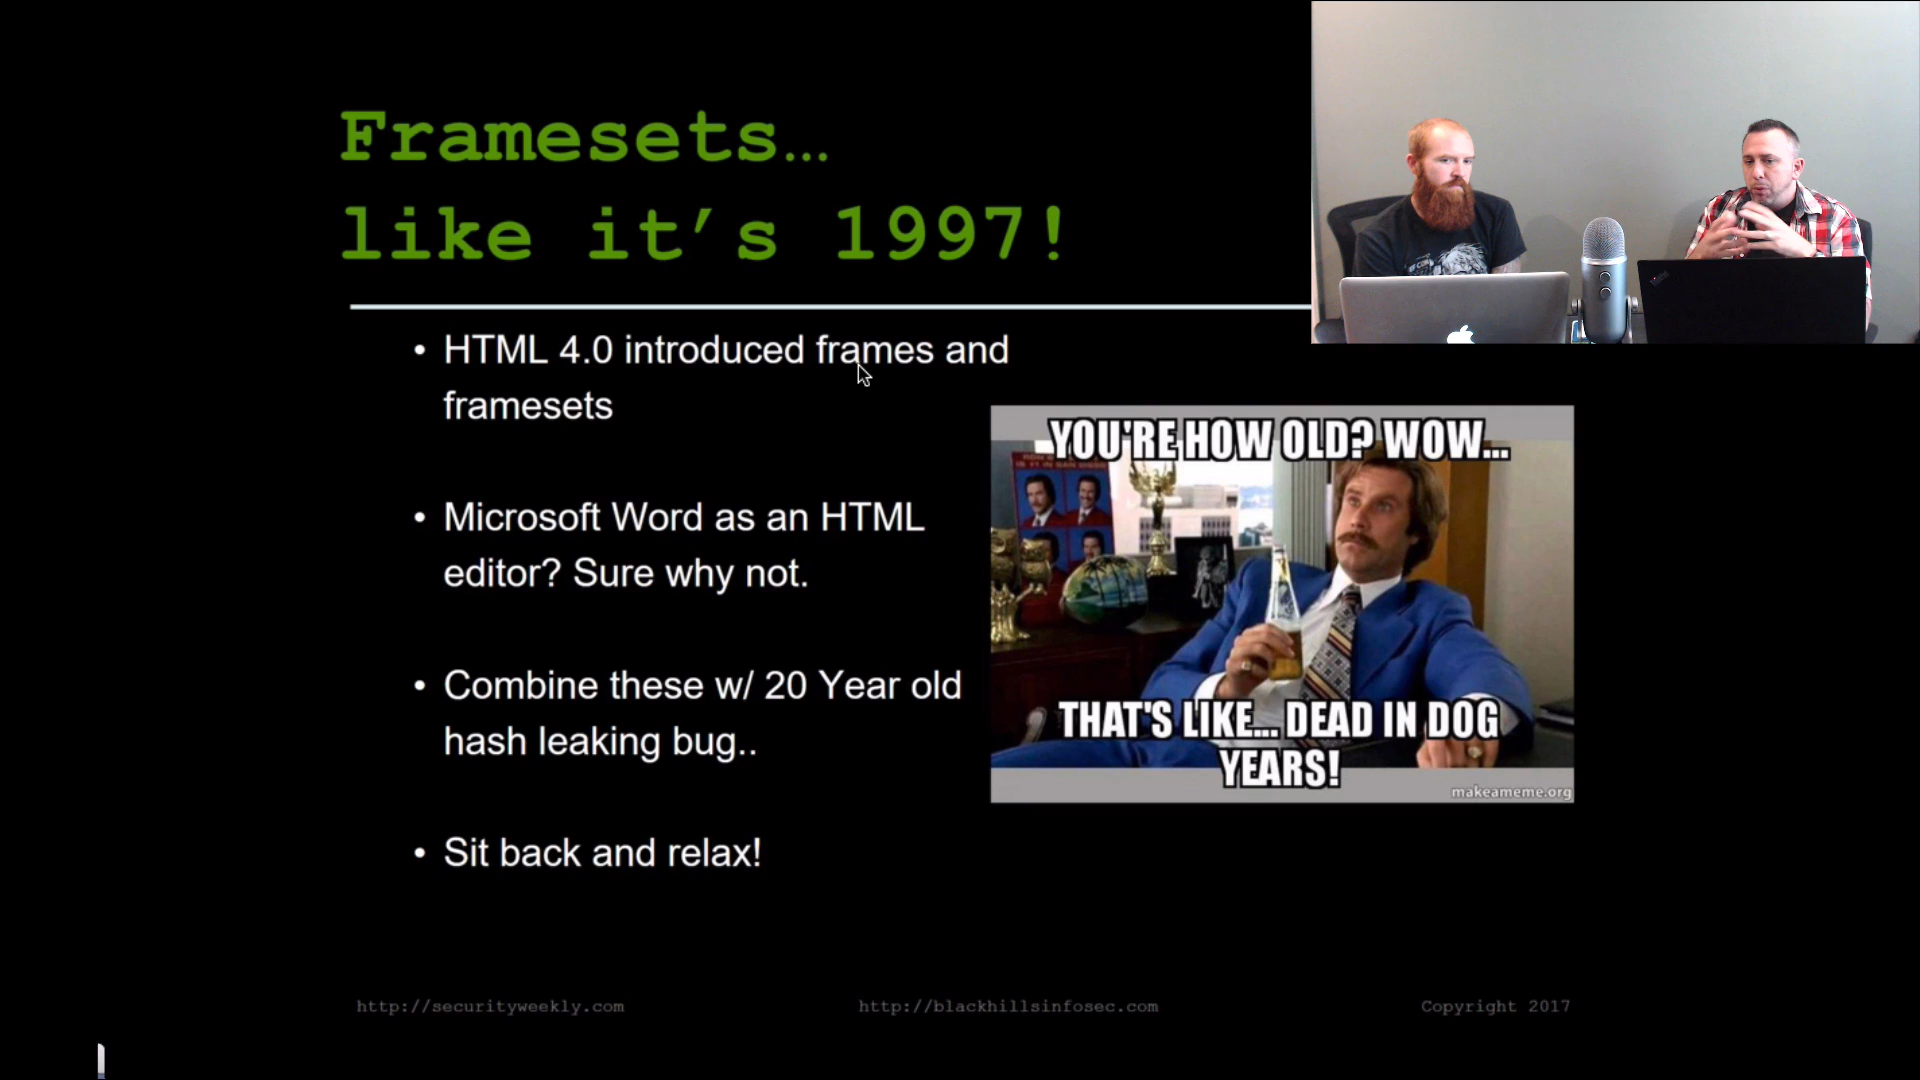 Framesets…
like it's 1997!
• HTML 4.0 introduced frames and
framesets
• Microsoft Word as an HTML
editor? Sure why not.
• Combine these w/ 20 Year old
hash leaking bug..
• Sit back and relax!
YOU'RE HOW OLD? WOW...
THAT'S LIKE... DEAD IN DOG
YEARS!
makeameme.org
http://securityweekly.com
http://blackhillsinfosec.com
Copyright 2017